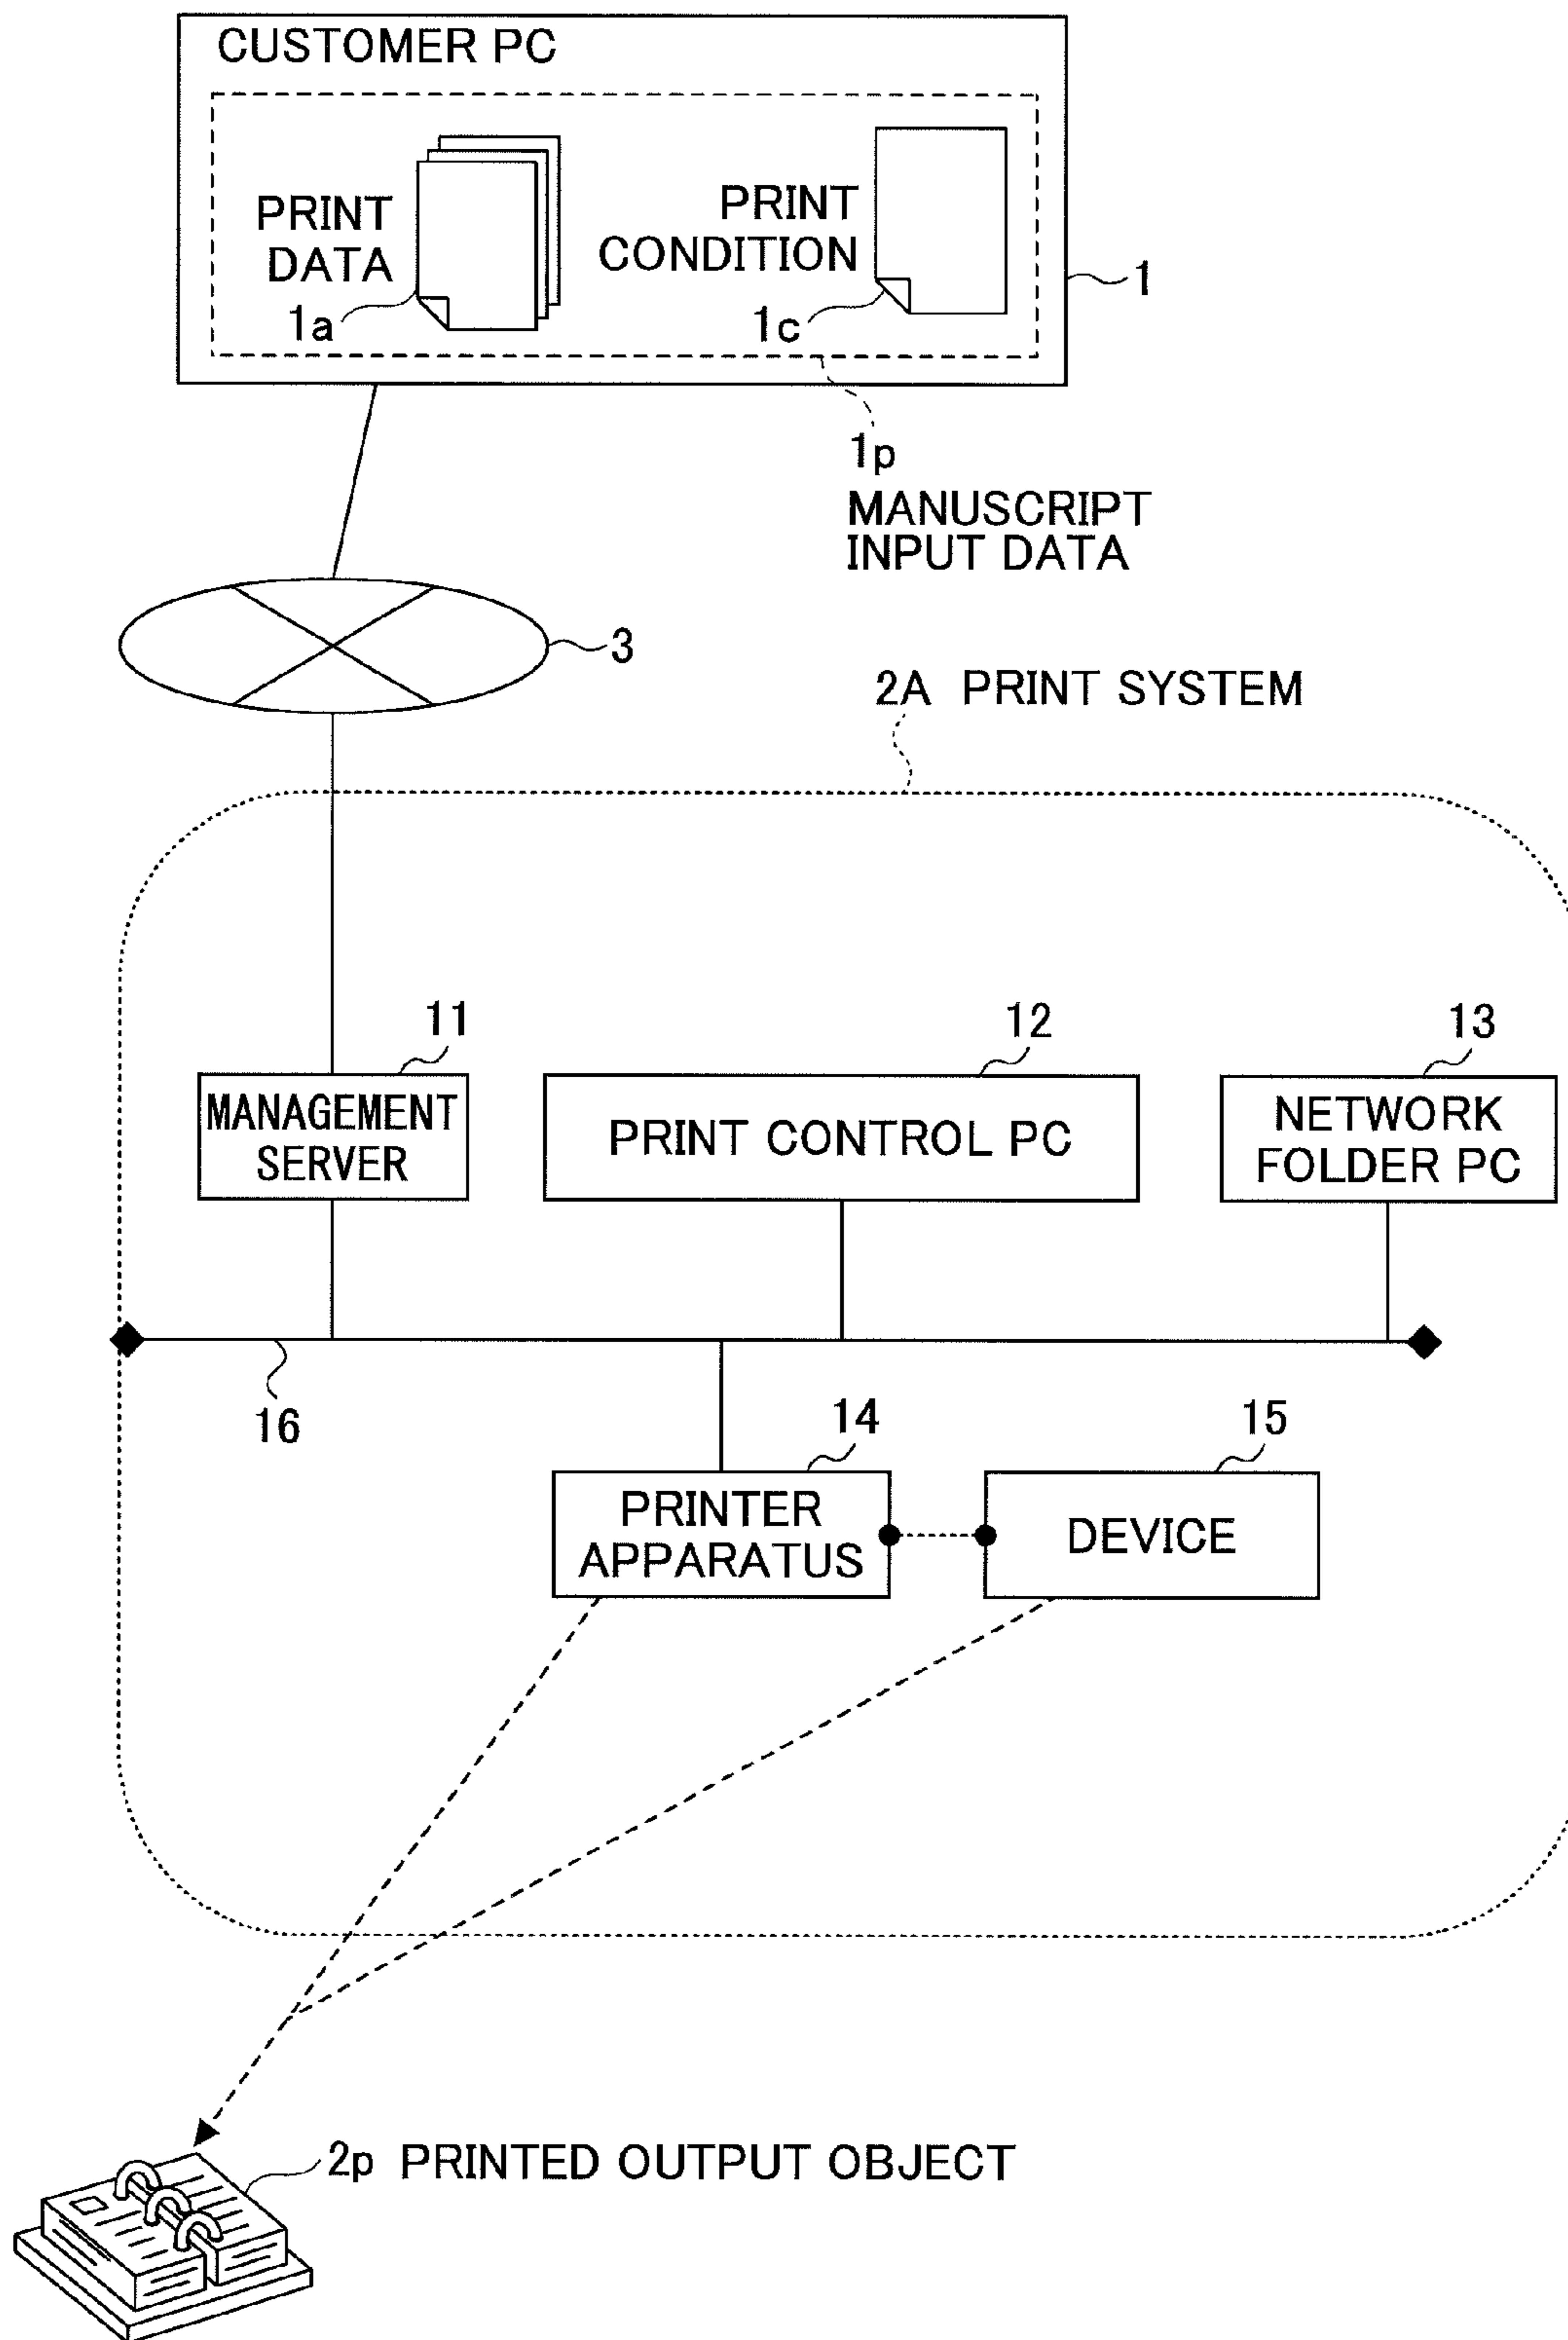 CUSTOMER PC
PRINT
DATA
1a
PRINT
CONDITION
1c
1
1p
MANUSCRIPT
INPUT DATA
3
2A PRINT SYSTEM
11
MANAGEMENT
SERVER
12
PRINT CONTROL PC
13
NETWORK
FOLDER PC
16
14
PRINTER
APPARATUS
15
DEVICE
2p PRINTED OUTPUT OBJECT